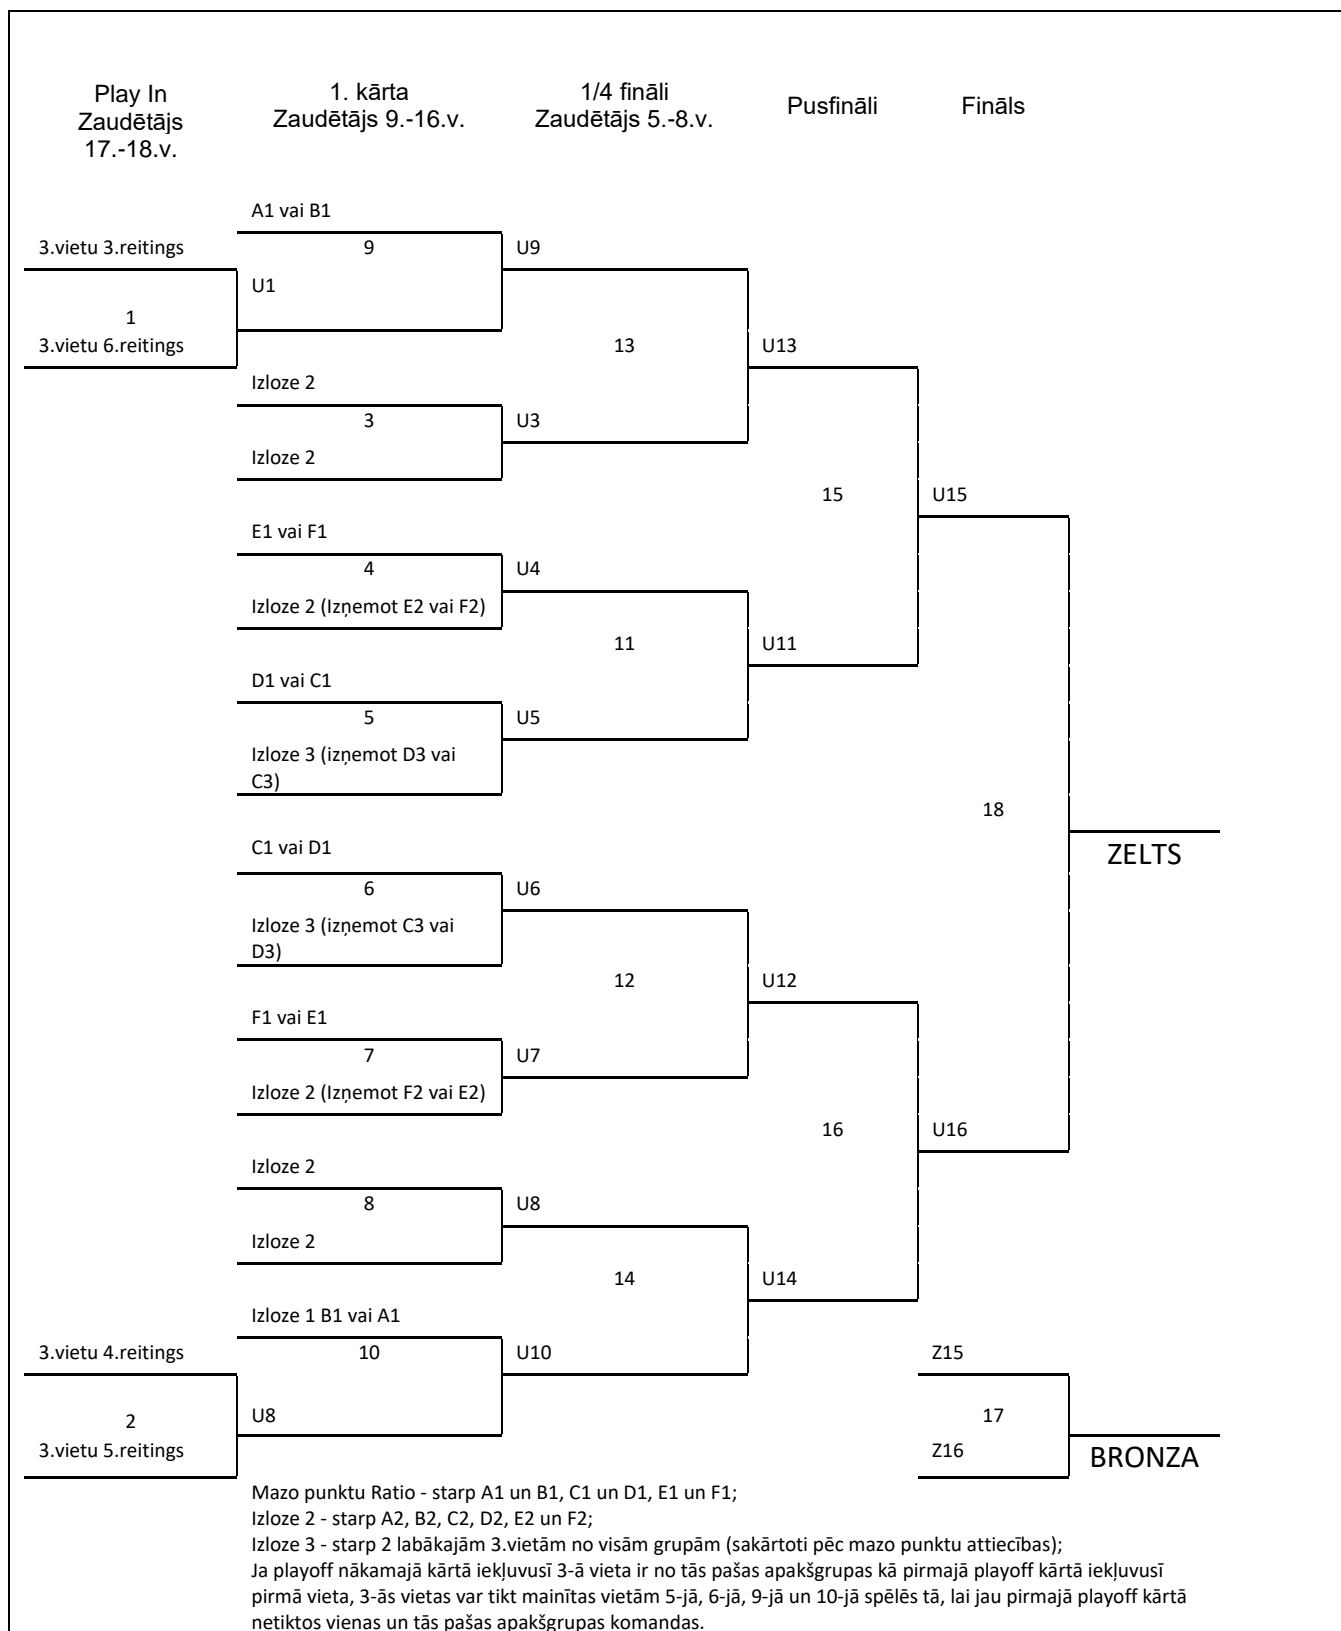 Play In
Zaudētājs
17.-18.v.
1. kārta
Zaudētājs 9.-16.v.
1/4 fināli
Zaudētājs 5.-8.v.
Pusfināli
Fināls
A1 vai B1
3.vietu 3.reitings
9
U9
U1
1
3.vietu 6.reitings
13
U13
Izloze 2
3
U3
Izloze 2
15
U15
E1 vai F1
4
U4
Izloze 2 (Izņemot E2 vai F2)
11
U11
D1 vai C1
5
U5
Izloze 3 (izņemot D3 vai
C3)
18
C1 vai D1
ZELTS
6
U6
Izloze 3 (izņemot C3 vai
D3)
12
U12
F1 vai E1
7
U7
Izloze 2 (Izņemot F2 vai E2)
16
U16
Izloze 2
8
U8
Izloze 2
14
U14
Izloze 1 B1 vai A1
3.vietu 4.reitings
10
U10
Z15
2
U8
17
3.vietu 5.reitings
Z16
BRONZA
Mazo punktu Ratio - starp A1 un B1, C1 un D1, E1 un F1;
Izloze 2 - starp A2, B2, C2, D2, E2 un F2;
Izloze 3 - starp 2 labākajām 3.vietām no visām grupām (sakārtoti pēc mazo punktu attiecības);
Ja playoff nākamajā kārtā iekļuvusī 3-ā vieta ir no tās pašas apakšgrupas kā pirmajā playoff kārtā iekļuvusī
pirmā vieta, 3-ās vietas var tikt mainītas vietām 5-jā, 6-jā, 9-jā un 10-jā spēlēs tā, lai jau pirmajā playoff kārtā
netiktos vienas un tās pašas apakšgrupas komandas.